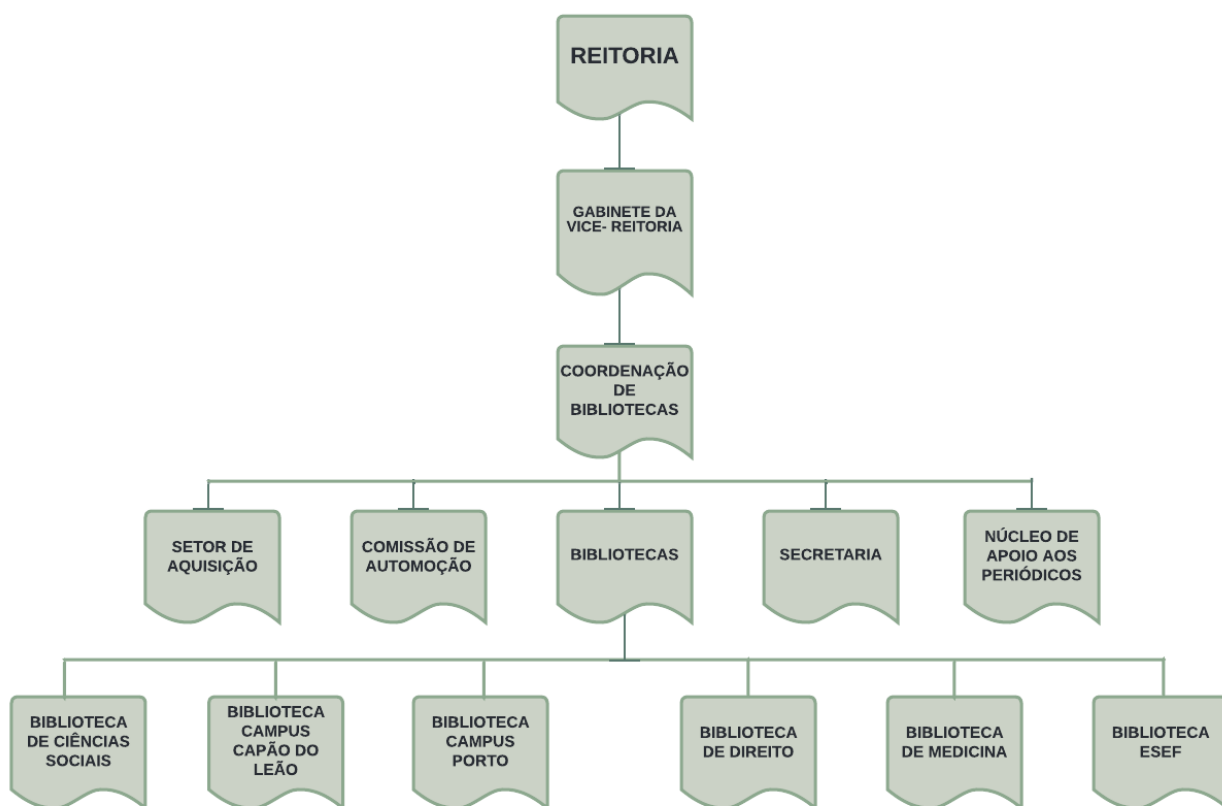 REITORIA
GABINETE DA
VICE- REITORIA
COORDENAÇÃO
DE
BIBLIOTECAS
SETOR DE
AQUISIÇÃO
COMISSÃO DE
AUTOMOÇÃO
BIBLIOTECAS
SECRETARIA
NÚCLEO DE
APOIO AOS
PERIÓDICOS
BIBLIOTECA
DE CIÊNCIAS
SOCIAIS
BIBLIOTECA
CAMPUS
CAPÃO DO
LEÃO
BIBLIOTECA
CAMPUS
PORTO
BIBLIOTECA
DE DIREITO
BIBLIOTECA
DE MEDICINA
BIBLIOTECA
ESEF